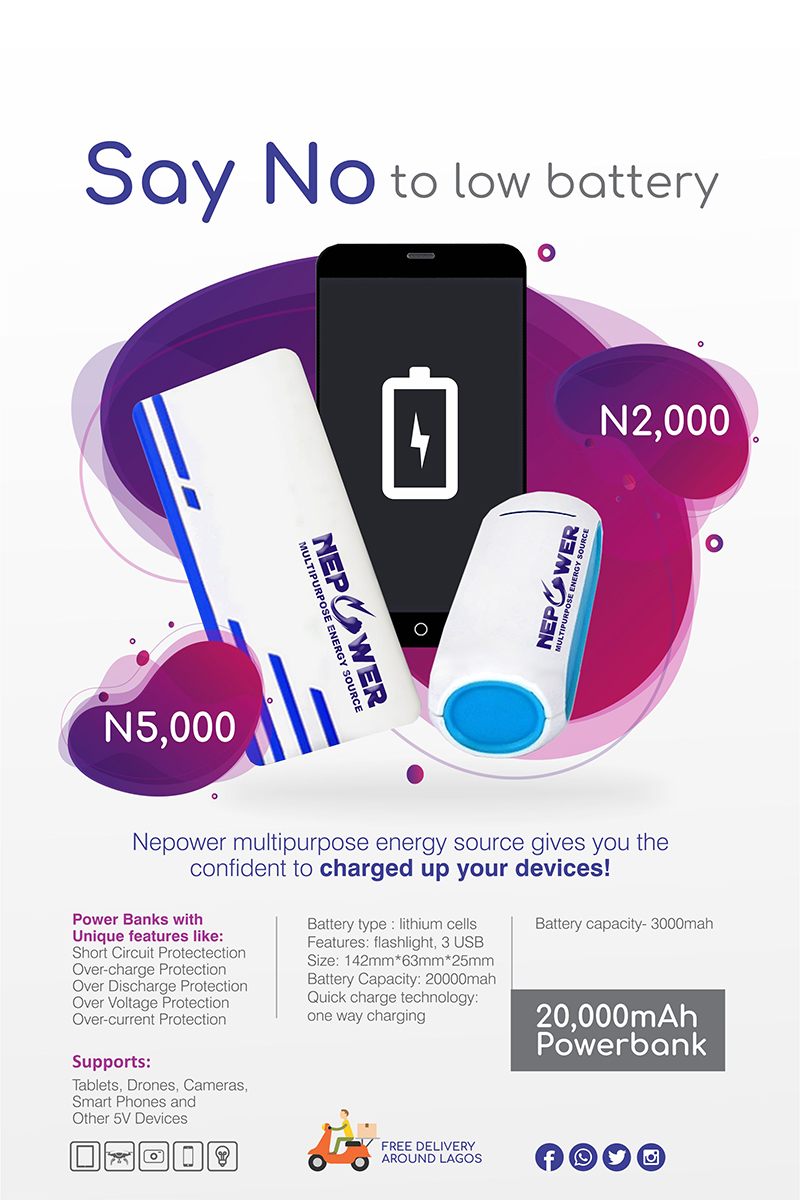 Say No to low battery
N2,000
NEPOWER
MULTIPURPOSE ENERGY SOURCE
NEPOWER
MULTIPURPOSE ENERGY SOURCE
N5,000
Nepower multipurpose energy source gives you the
confident to charged up your devices!
Power Banks with
Unique features like:
Short Circuit Protectection
Over-charge Protection
Over Discharge Protection
Over Voltage Protection
Over-current Protection
Supports:
Tablets, Drones, Cameras,
Smart Phones and
Other 5V Devices
Battery type : lithium cells
Features: flashlight, 3 USB
Size: 142mm*63mm*25mm
Battery Capacity: 20000mah
Quick charge technology:
one way charging
Battery capacity- 3000mah
20,000mAh
Powerbank
FREE DELIVERY
AROUND LAGOS